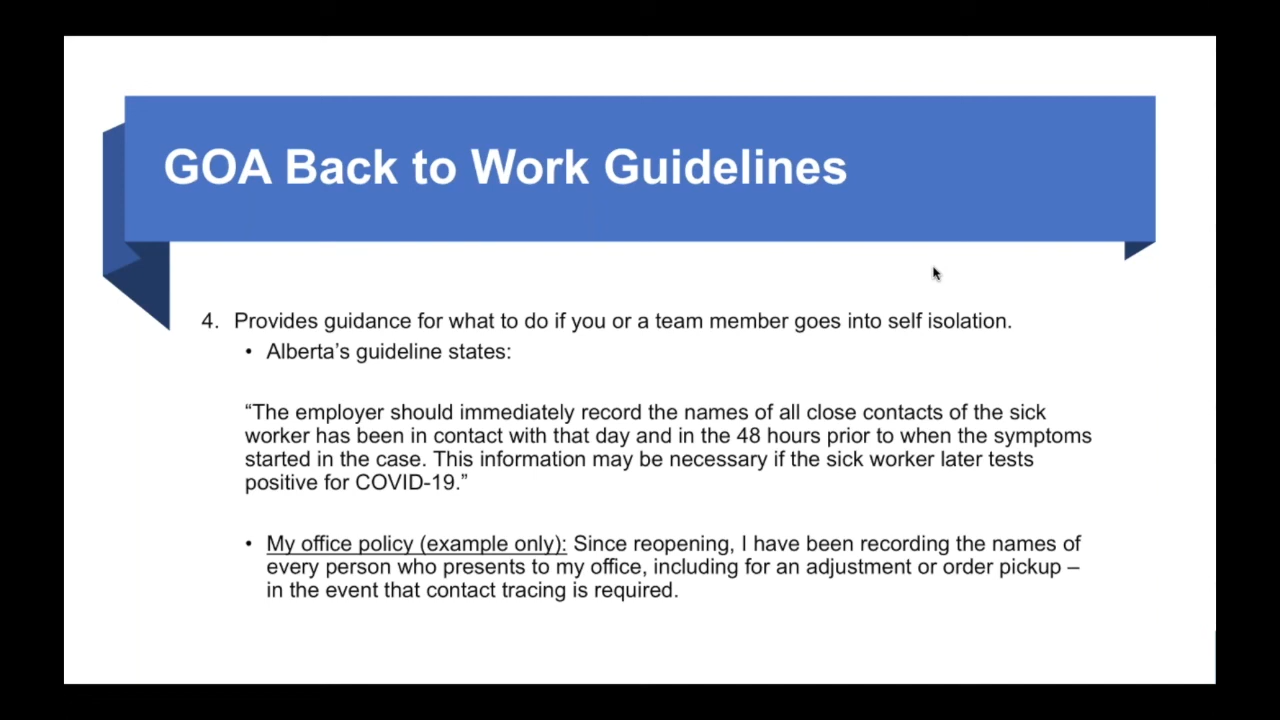 GOA Back to Work Guidelines
4. Provides guidance for what to do if you or a team member goes into self isolation.
• Alberta’s guideline states:
“The employer should immediately record the names of all close contacts of the sick
worker has been in contact with that day and in the 48 hours prior to when the symptoms
started in the case. This information may be necessary if the sick worker later tests
positive for COVID-19.”
• My office policy (example only): Since reopening, I have been recording the names of
every person who presents to my office, including for an adjustment or order pickup –
in the event that contact tracing is required.